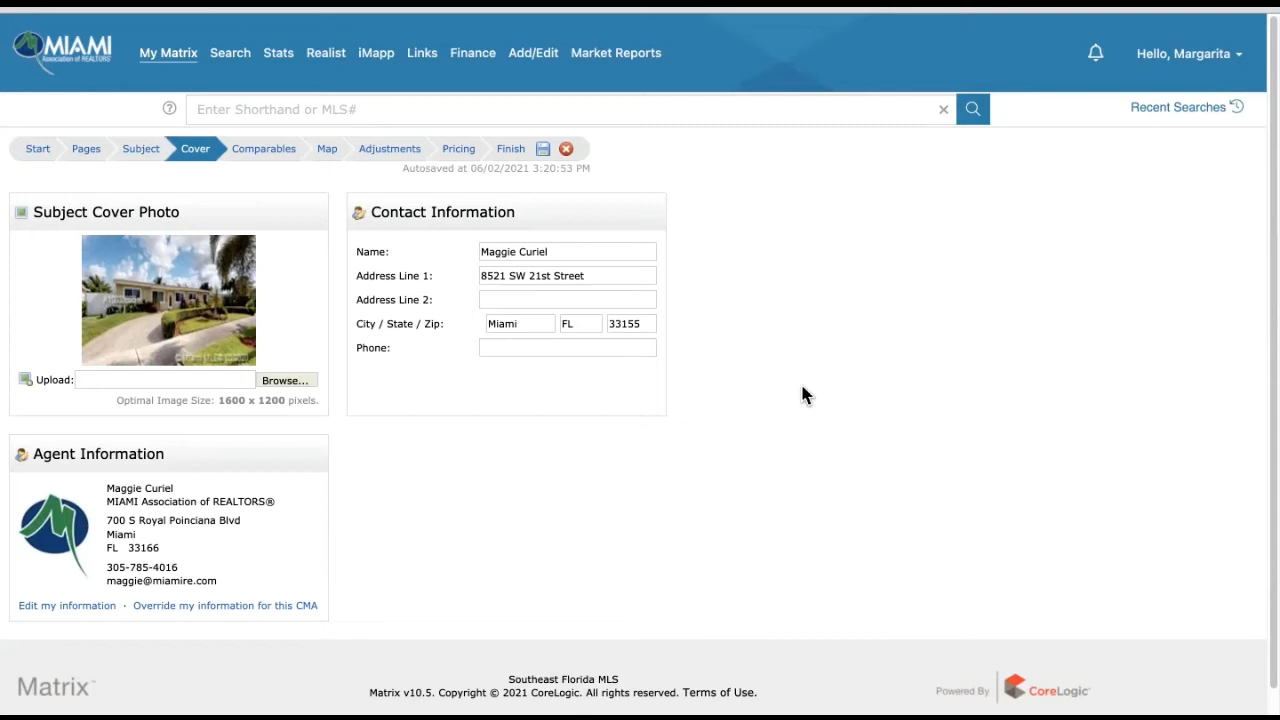 MIAMI
Association of REALTORS®
My Matrix Search Stats Realist iMapp Links Finance Add/Edit Market Reports
Hello, Margarita
Enter Shorthand or MLS#
Recent Searches
Start Pages Subject Cover Comparables Map Adjustments Pricing Finish
Autosaved at 06/02/2021 3:20:53 PM
Subject Cover Photo
Upload: Browse...
Optimal Image Size: 1600 x 1200 pixels.
Contact Information
Name: Maggie Curiel
Address Line 1: 8521 SW 21st Street
Address Line 2:
City / State / Zip: Miami FL 33155
Phone:
Agent Information
Maggie Curiel
MIAMI Association of REALTORS®
700 S Royal Poinciana Blvd
Miami
FL 33166
305-785-4016
maggie@miamire.com
Edit my information · Override my information for this CMA
Matrix™
Southeast Florida MLS
Matrix v10.5. Copyright © 2021 CoreLogic. All rights reserved. Terms of Use.
Powered By CoreLogic